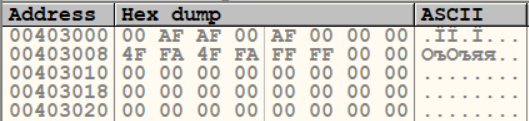 Address Hex dump ASCII
00403000 00 AF AF 00 AF 00 00 00 .ЇЇ.Ї...
00403008 4F FA 4F FA FF FF 00 00 OъOъяя..
00403010 00 00 00 00 00 00 00 00 ........
00403018 00 00 00 00 00 00 00 00 ........
00403020 00 00 00 00 00 00 00 00 ........